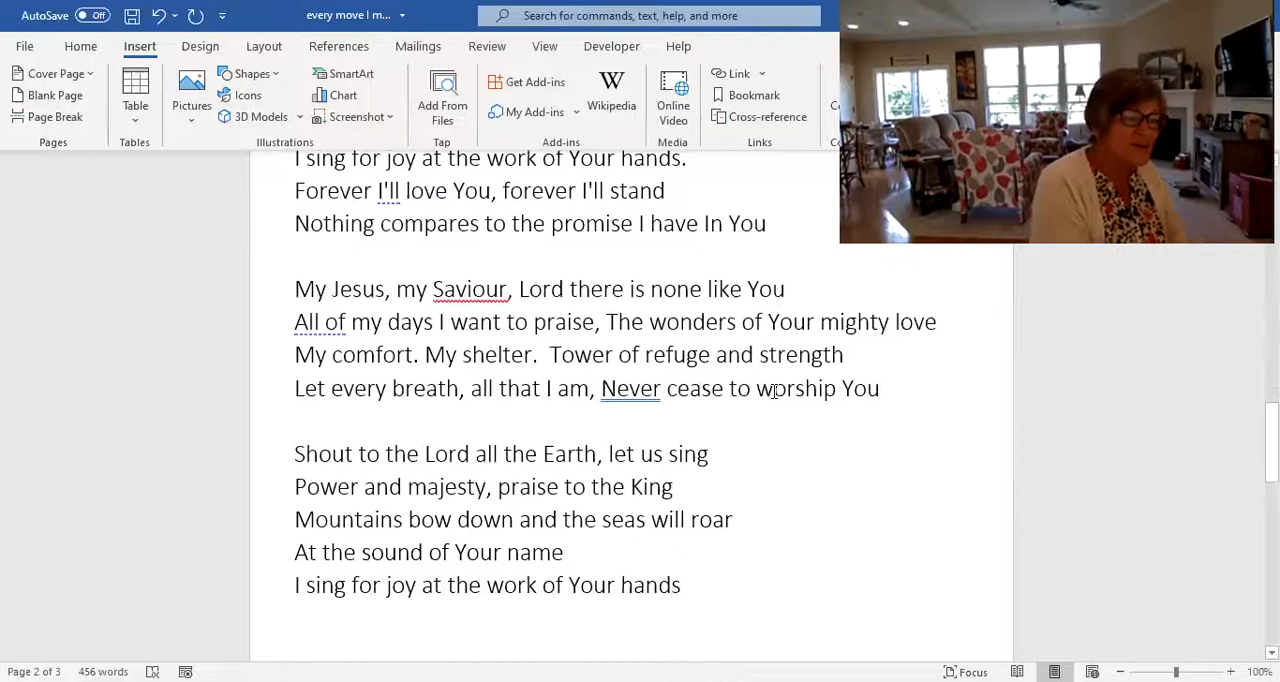 AutoSave Off every move I m... Search for commands, text, help, and more
File Home Insert Design Layout References Mailings Review View Developer Help
Cover Page Blank Page Page Break Pages
Table Tables
Pictures Shapes Icons 3D Models SmartArt Chart Screenshot Illustrations
Add From Files Tap
Get Add-ins My Add-ins Wikipedia Add-ins
Online Video Media
Link Bookmark Cross-reference Links
I sing for joy at the work of Your hands.
Forever I'll love You, forever I'll stand
Nothing compares to the promise I have In You
My Jesus, my Saviour, Lord there is none like You
All of my days I want to praise, The wonders of Your mighty love
My comfort. My shelter.  Tower of refuge and strength
Let every breath, all that I am, Never cease to worship You
Shout to the Lord all the Earth, let us sing
Power and majesty, praise to the King
Mountains bow down and the seas will roar
At the sound of Your name
I sing for joy at the work of Your hands
Page 2 of 3 456 words Focus 100%